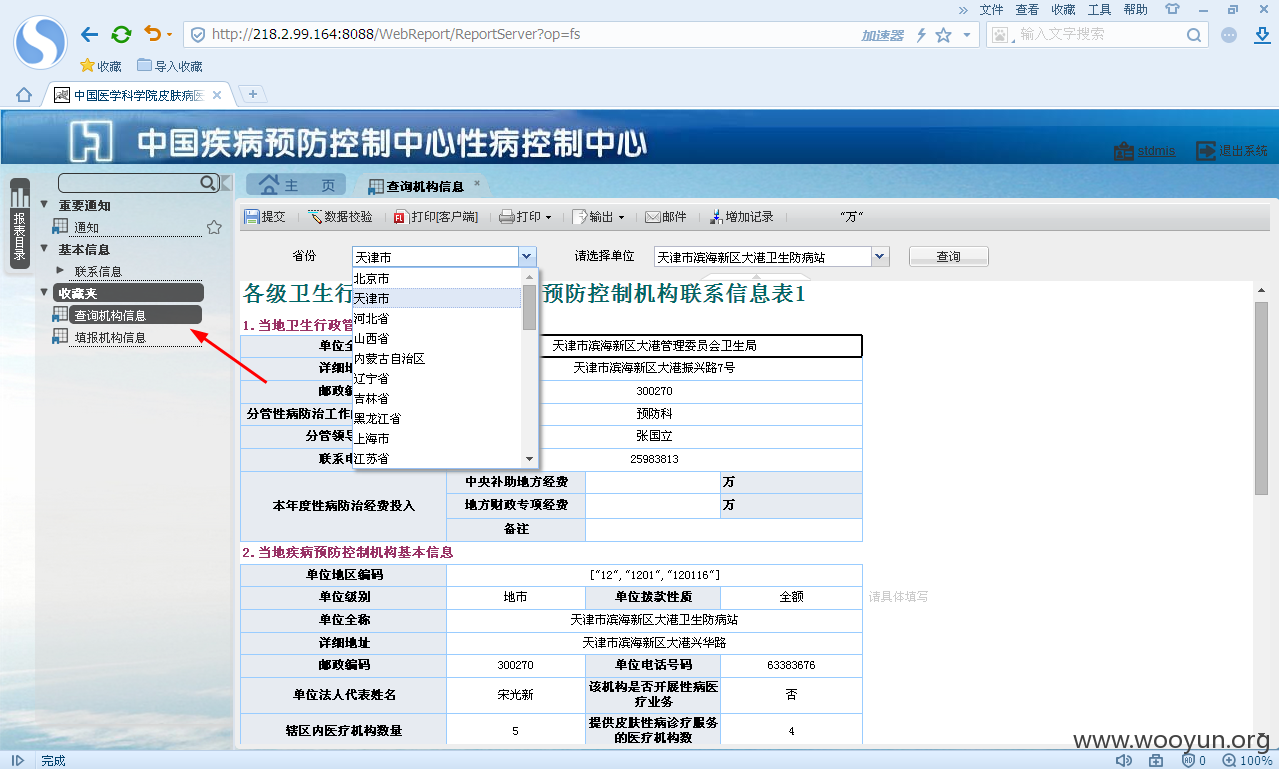 » 文件 查看 收藏 工具 帮助
http://218.2.99.164:8088/WebReport/ReportServer?op=fs 加速器 输入文字搜索
收藏 导入收藏
中国医学科学院皮肤病医
中国疾病预防控制中心性病控制中心
stdmis 退出系统
报表目录
重要通知
通知
基本信息
联系信息
收藏夹
查询机构信息
填报机构信息
主 页 查询机构信息
提交 数据校验 打印[客户端] 打印 输出 邮件 增加记录 "万"
省份 天津市 请选择单位 天津市滨海新区大港卫生防病站 查询
北京市
天津市
河北省
山西省
内蒙古自治区
辽宁省
吉林省
黑龙江省
上海市
江苏省
各级卫生行 预防控制机构联系信息表1
1.当地卫生行政管
单位全 天津市滨海新区大港管理委员会卫生局
详细地 天津市滨海新区大港振兴路7号
邮政编 300270
分管性病防治工作 预防科
分管领导 张国立
联系电 25983813
本年度性病防治经费投入 中央补助地方经费 万
地方财政专项经费 万
备注
2.当地疾病预防控制机构基本信息
单位地区编码 ["12","1201","120116"]
单位级别 地市 单位拨款性质 全额 请具体填写
单位全称 天津市滨海新区大港卫生防病站
详细地址 天津市滨海新区大港兴华路
邮政编码 300270 单位电话号码 63383676
单位法人代表姓名 宋光新 该机构是否开展性病医疗业务 否
辖区内医疗机构数量 5 提供皮肤性病诊疗服务的医疗机构数 4
www.wooyun.org
完成 0 100%